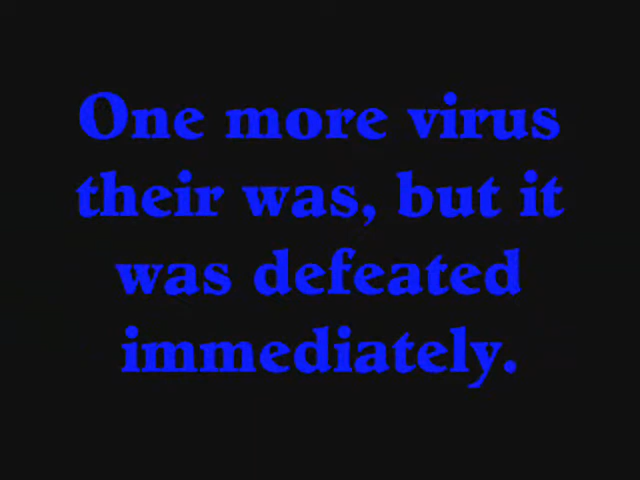 One more virus
their was, but it
was defeated
immediately.